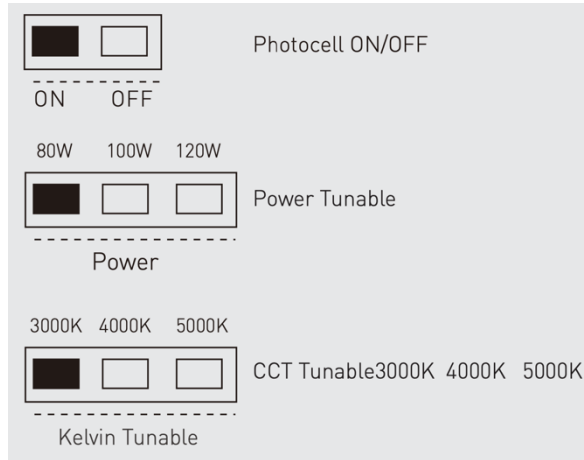 Photocell ON/OFF
ON OFF
80W 100W 120W
Power Tunable
Power
3000K 4000K 5000K
CCT Tunable3000K 4000K 5000K
Kelvin Tunable